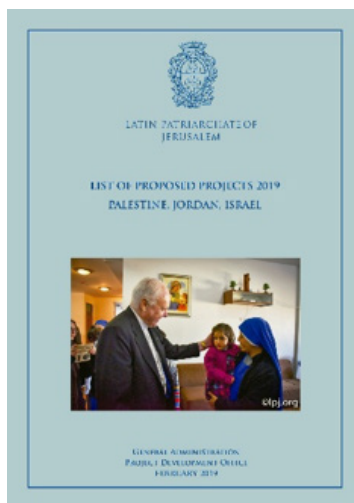 LATIN PATRIARCHATE OF
JERUSALEM
LIST OF PROPOSED PROJECTS 2019
PALESTINE, JORDAN, ISRAEL
©lpj.org
GENERAL ADMINISTRATION
PROJECT DEVELOPMENT OFFICE
FEBRUARY 2019